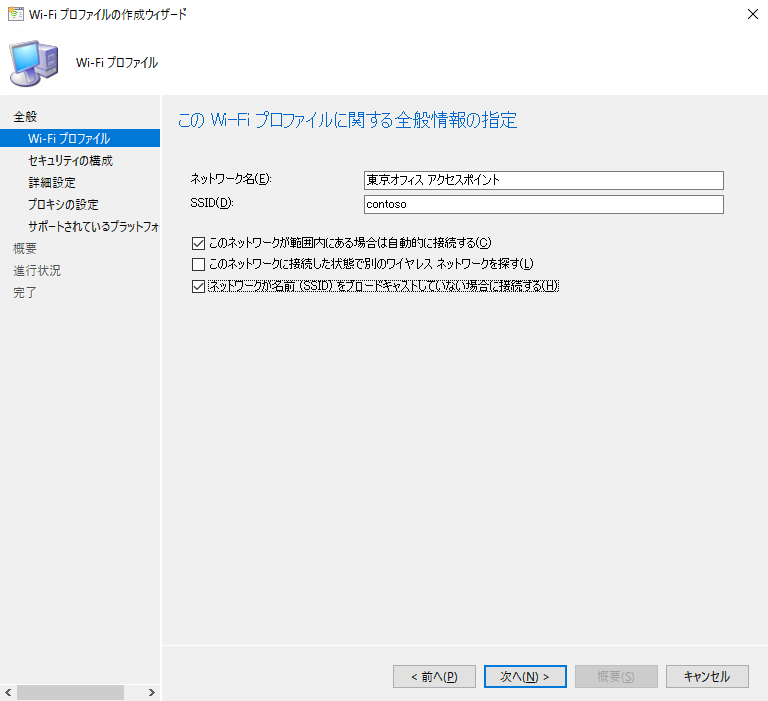 Wi-Fi プロファイルの作成ウィザード
Wi-Fi プロファイル
全般
Wi-Fi プロファイル
セキュリティの構成
詳細設定
プロキシの設定
サポートされているプラットフォ
概要
進行状況
完了
この Wi-Fi プロファイルに関する全般情報の指定
ネットワーク名(E):
東京オフィス アクセスポイント
SSID(D):
contoso
このネットワークが範囲内にある場合は自動的に接続する(C)
このネットワークに接続した状態で別のワイヤレス ネットワークを探す(L)
ネットワークが名前 (SSID) をブロードキャストしていない場合に接続する(H)
< 前へ(P)
次へ(N) >
概要(S)
キャンセル